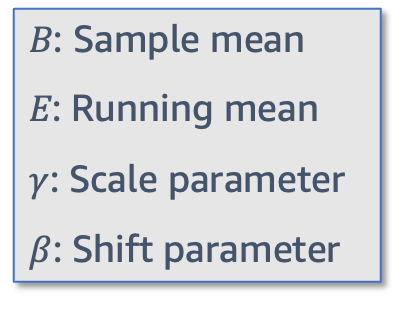 B: Sample mean
E: Running mean
γ: Scale parameter
β: Shift parameter